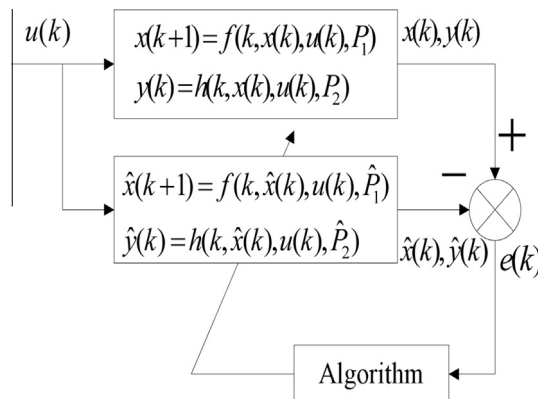 u(k)
x(k+1)=f(k,x(k),u(k),P₁)
y(k)=h(k,x(k),u(k),P₂)
x(k),y(k)
+
−
x̂(k+1)=f(k,x̂(k),u(k),P̂₁)
ŷ(k)=h(k,x̂(k),u(k),P̂₂)
x̂(k),ŷ(k)
e(k)
Algorithm